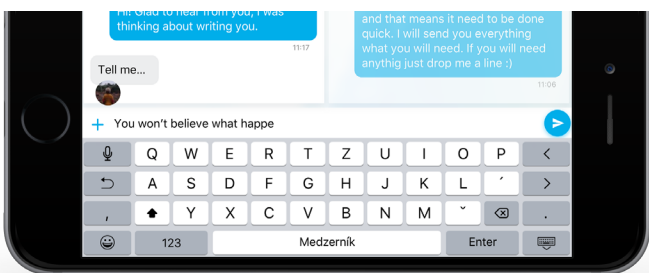 Hi! Glad to hear from you, I was
thinking about writing you.
11:17
Tell me...
and that means it need to be done
quick. I will send you everything
what you will need. If you will need
anythig just drop me a line :)
11:06
+ You won't believe what happe
Q W E R T Z U I O P <
A S D F G H J K L ´ >
, Y X C V B N M ˇ .
123 Medzerník Enter